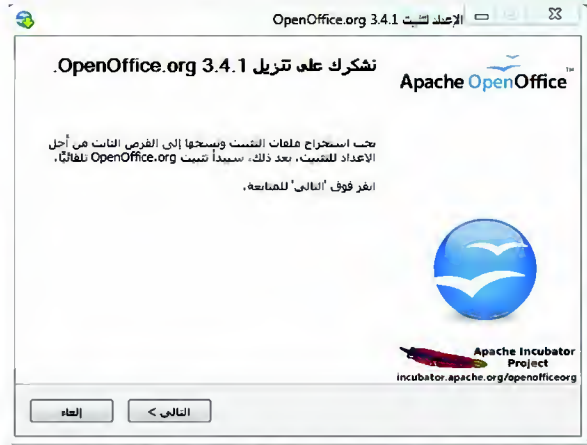 الإعداد لتثبيت OpenOffice.org 3.4.1
نشكرك على تنزيل OpenOffice.org 3.4.1.
Apache OpenOffice™
يجب استخراج ملفات التثبيت ونسخها إلى القرص الثابت من أجل
الإعداد للتثبيت. بعد ذلك، سيبدأ تثبيت OpenOffice.org تلقائيًا.
انقر فوق 'التالي' للمتابعة.
Apache Incubator
Project
incubator.apache.org/openofficeorg
التالي >
إلغاء